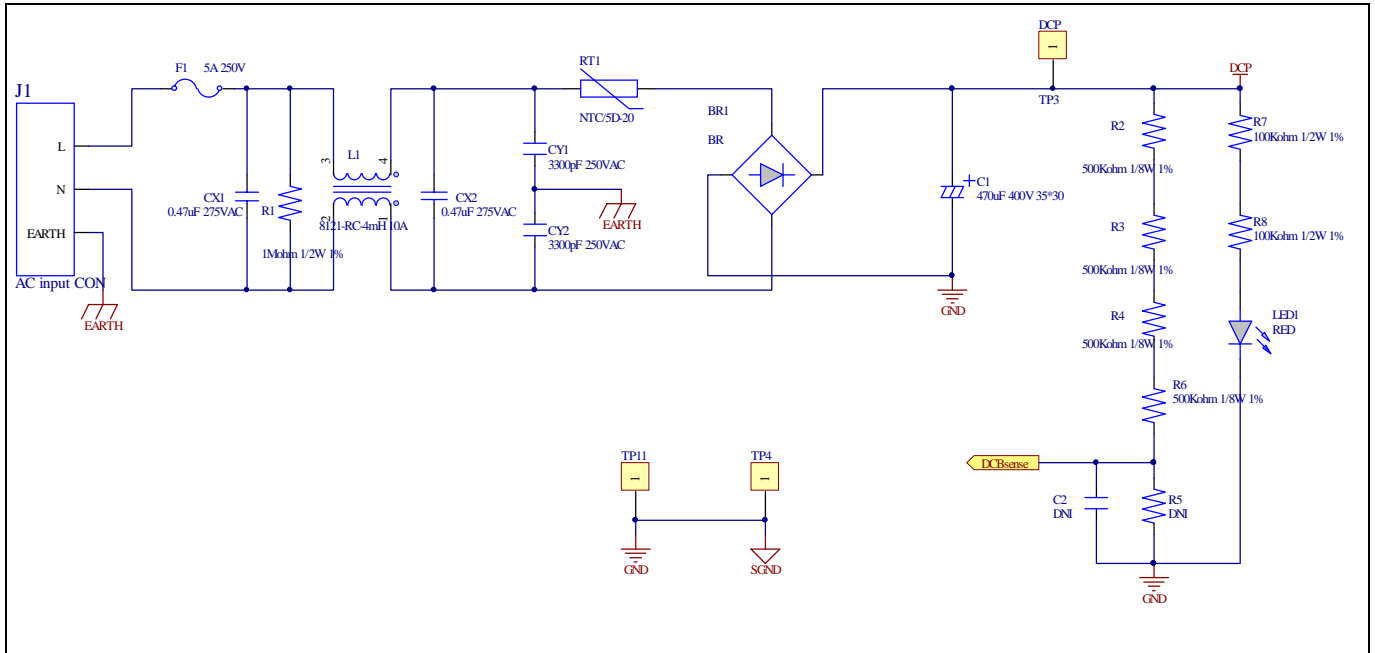 DCP
1
TP3
DCP
F1 5A 250V
RT1
NTC/5D-20
J1
L
N
EARTH
AC input CON
EARTH
CX1
0.47uF 275VAC
R1
1Mohm 1/2W 1%
3
L1
4
2
1
8121-RC-4mH 10A
CX2
0.47uF 275VAC
CY1
3300pF 250VAC
CY2
3300pF 250VAC
EARTH
BR1
BR
C1
470uF 400V 35*30
GND
R2
500Kohm 1/8W 1%
R3
500Kohm 1/8W 1%
R4
500Kohm 1/8W 1%
R6
500Kohm 1/8W 1%
R7
100Kohm 1/2W 1%
R8
100Kohm 1/2W 1%
LED1
RED
DCBsense
C2
DNI
R5
DNI
GND
TP11
1
GND
TP4
1
SGND